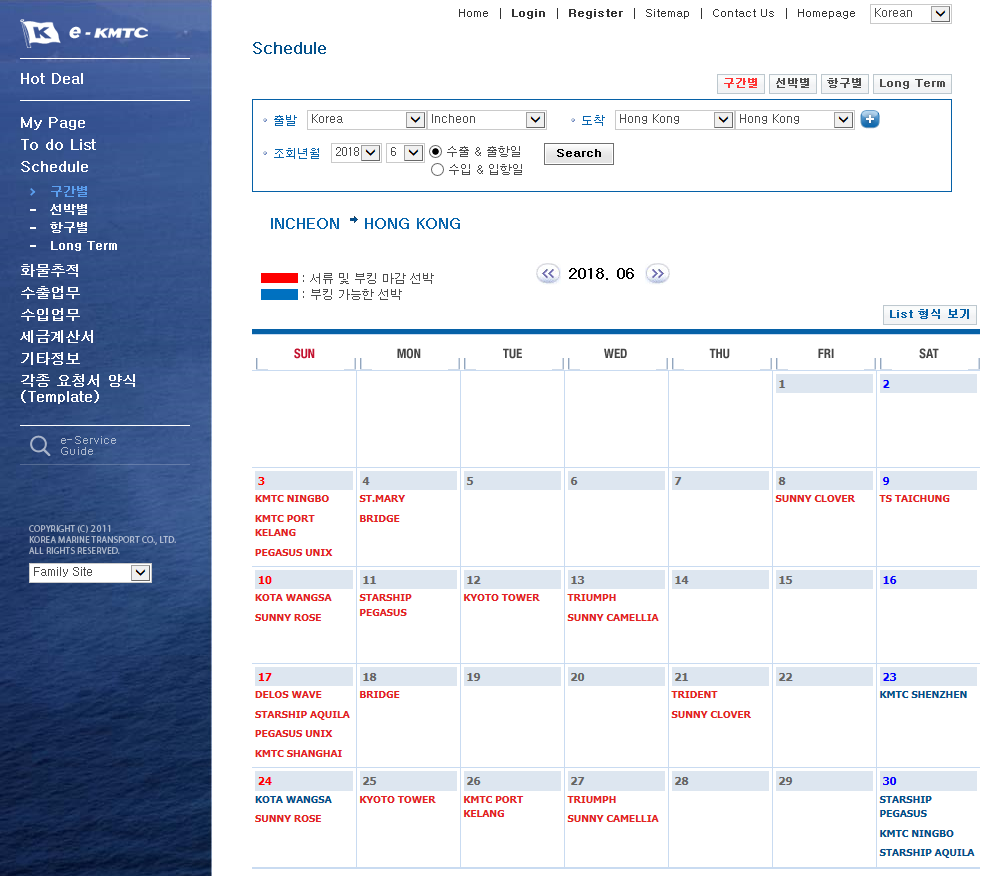 K e-KMTC
Hot Deal
My Page
To do List
Schedule
구간별
- 선박별
- 항구별
- Long Term
화물추적
수출업무
수입업무
세금계산서
기타정보
각종 요청서 양식
(Template)
e-Service
Guide
COPYRIGHT (C) 2011
KOREA MARINE TRANSPORT CO., LTD.
ALL RIGHTS RESERVED.
Family Site
Home | Login | Register | Sitemap | Contact Us | Homepage Korean
Schedule
구간별 선박별 항구별 Long Term
출발 Korea Incheon 도착 Hong Kong Hong Kong
조회년월 2018 6 수출 & 출항일 Search
수입 & 입항일
INCHEON → HONG KONG
: 서류 및 부킹 마감 선박
: 부킹 가능한 선박
2018. 06
List 형식 보기
SUN MON TUE WED THU FRI SAT
1 2
3 4 5 6 7 8 9
KMTC NINGBO ST.MARY SUNNY CLOVER TS TAICHUNG
KMTC PORT BRIDGE
KELANG
PEGASUS UNIX
10 11 12 13 14 15 16
KOTA WANGSA STARSHIP KYOTO TOWER TRIUMPH
PEGASUS
SUNNY ROSE SUNNY CAMELLIA
17 18 19 20 21 22 23
DELOS WAVE BRIDGE TRIDENT KMTC SHENZHEN
STARSHIP AQUILA SUNNY CLOVER
PEGASUS UNIX
KMTC SHANGHAI
24 25 26 27 28 29 30
KOTA WANGSA KYOTO TOWER KMTC PORT TRIUMPH STARSHIP
KELANG PEGASUS
SUNNY ROSE SUNNY CAMELLIA
KMTC NINGBO
STARSHIP AQUILA